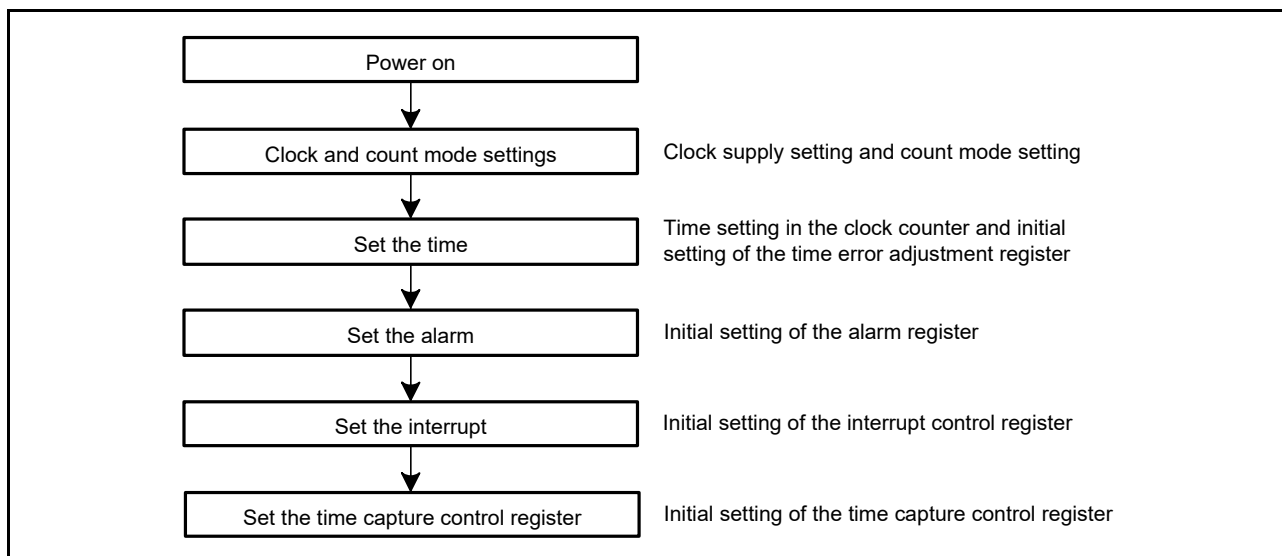 Power on
Clock and count mode settings
Clock supply setting and count mode setting
Set the time
Time setting in the clock counter and initial
setting of the time error adjustment register
Set the alarm
Initial setting of the alarm register
Set the interrupt
Initial setting of the interrupt control register
Set the time capture control register
Initial setting of the time capture control register